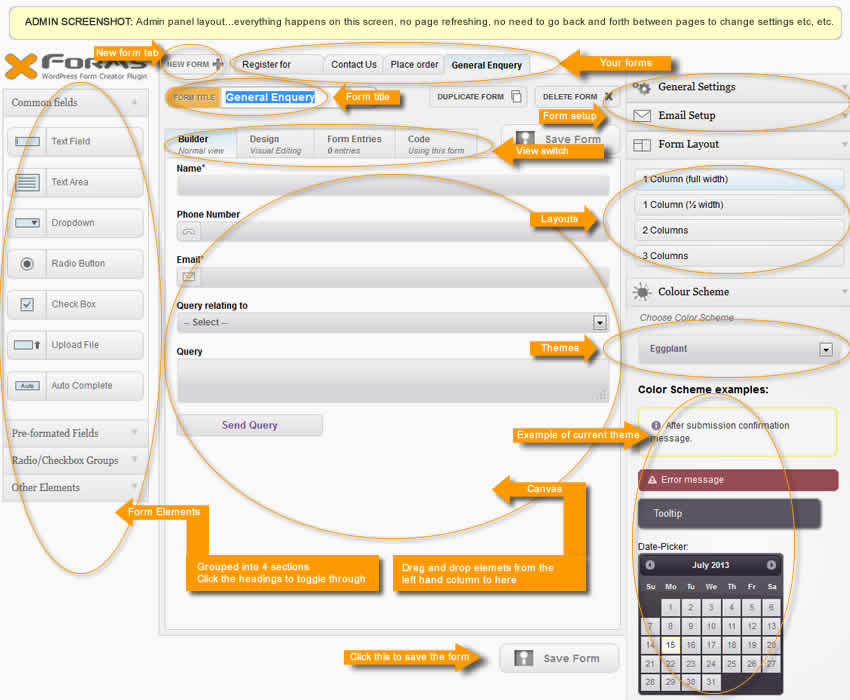 ADMIN SCREENSHOT: Admin panel layout...everything happens on this screen, no page refreshing, no need to go back and forth between pages to change settings etc, etc.
New form tab
X Forms
WordPress Form Creator Plugin
NEW FORM
Register for
Contact Us
Place order
General Enquery
Your forms
FORM TITLE
General Enquery
Form title
DUPLICATE FORM
DELETE FORM
Form setup
General Settings
Email Setup
Form Layout
Common fields
Text Field
Text Area
Dropdown
Radio Button
Check Box
Upload File
Auto
Auto Complete
Pre-formated Fields
Radio/Checkbox Groups
Other Elements
Builder
Normal view
Design
Visual Editing
Form Entries
0 entries
Code
Using this form
Save Form
View switch
Name*
Phone Number
Email*
Query relating to
-- Select --
Query
Send Query
Layouts
1 Column (full width)
1 Column (½ width)
2 Columns
3 Columns
Colour Scheme
Choose Color Scheme
Themes
Eggplant
Color Scheme examples:
Exemple of current theme
After submission confirmation
message.
Error message
Tooltip
Date-Picker:
July 2013
Su Mo Tu We Th Fr Sa
1 2 3 4 5 6
7 8 9 10 11 12 13
14 15 16 17 18 19 20
21 22 23 24 25 26 27
28 29 30 31
Form Elements
Grouped into 4 sections
Click the headings to toggle through
Canvas
Drag and drop elemets from the
left hand column to here
Click this to save the form
Save Form